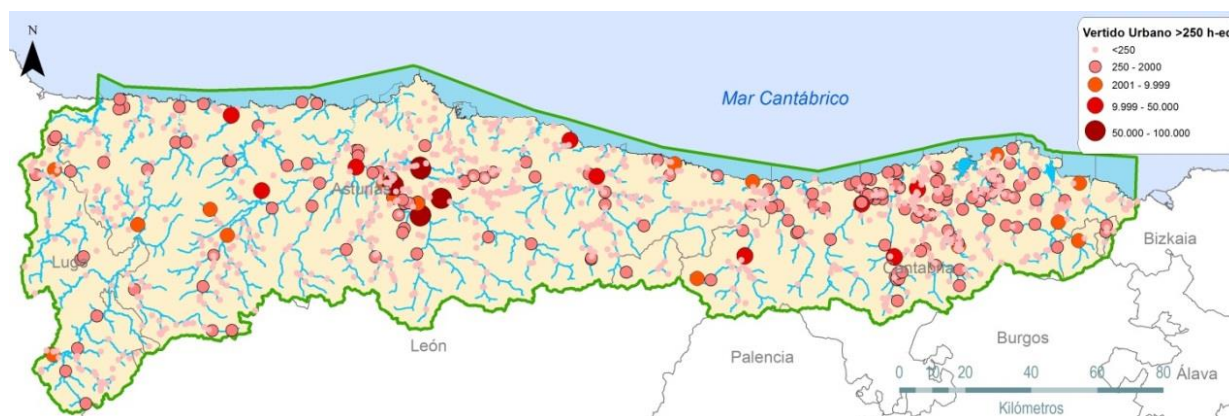 N
Vertido Urbano >250 h-eq
<250
250 - 2000
2001 - 9.999
9.999 - 50.000
50.000 - 100.000
Mar Cantábrico
Asturias
Lugo
Cantabria
Bizkaia
León
Palencia
Burgos
Álava
0 10 20 40 60 80
Kilómetros